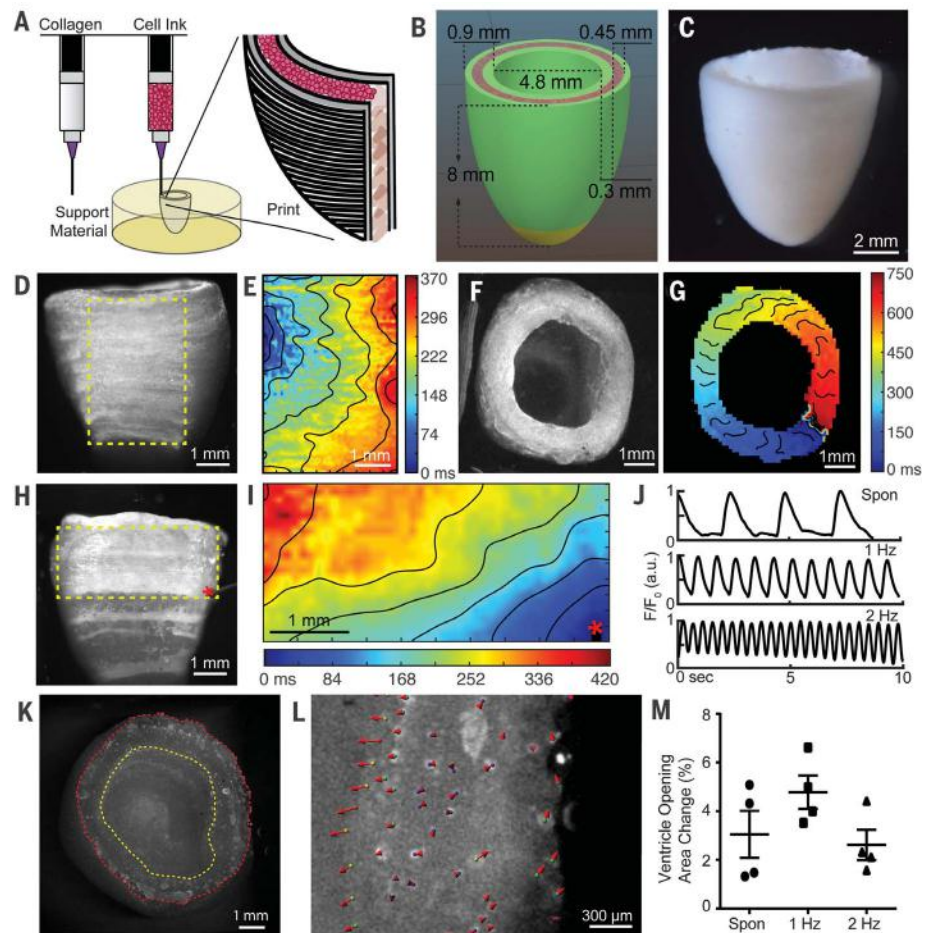 A
Collagen
Cell Ink
Support
Material
Print
B
0.9 mm
0.45 mm
4.8 mm
8 mm
0.3 mm
C
2 mm
D
1 mm
E
370
296
222
148
74
0 ms
1 mm
F
1mm
G
750
600
450
300
150
0 ms
1mm
H
*
1 mm
I
1 mm
*
0 ms 84 168 252 336 420
J
Spon
1
0
1 Hz
1
0
2 Hz
1
0
F/F0 (a.u.)
0 sec 5 10
K
1 mm
L
300 µm
M
Ventricle Opening
Area Change (%)
8
6
4
2
0
Spon 1 Hz 2 Hz